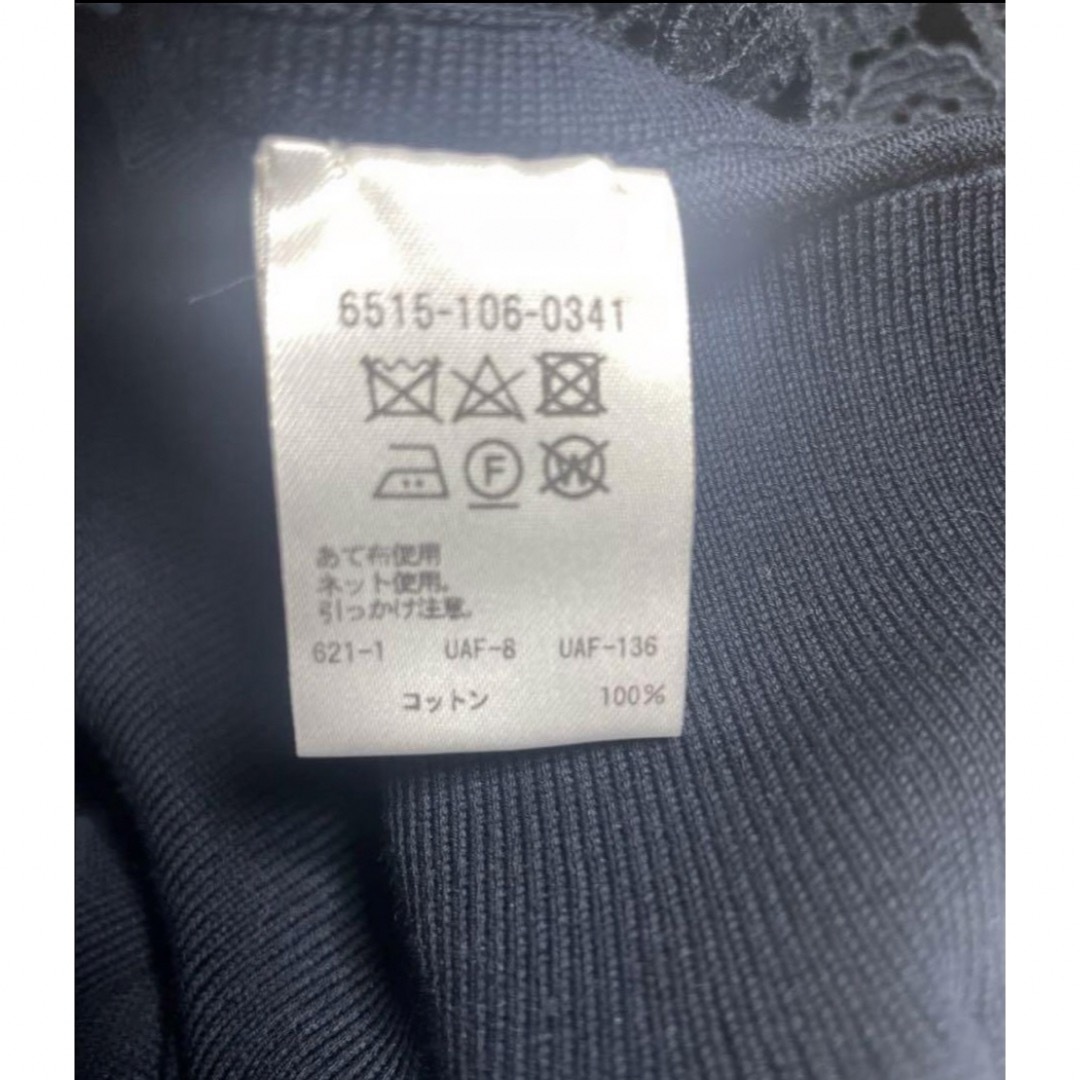 6515-106-0341
F W
あて布使用
ネット使用。
引っかけ注意。
621-1 UAF-8 UAF-136
コットン 100%